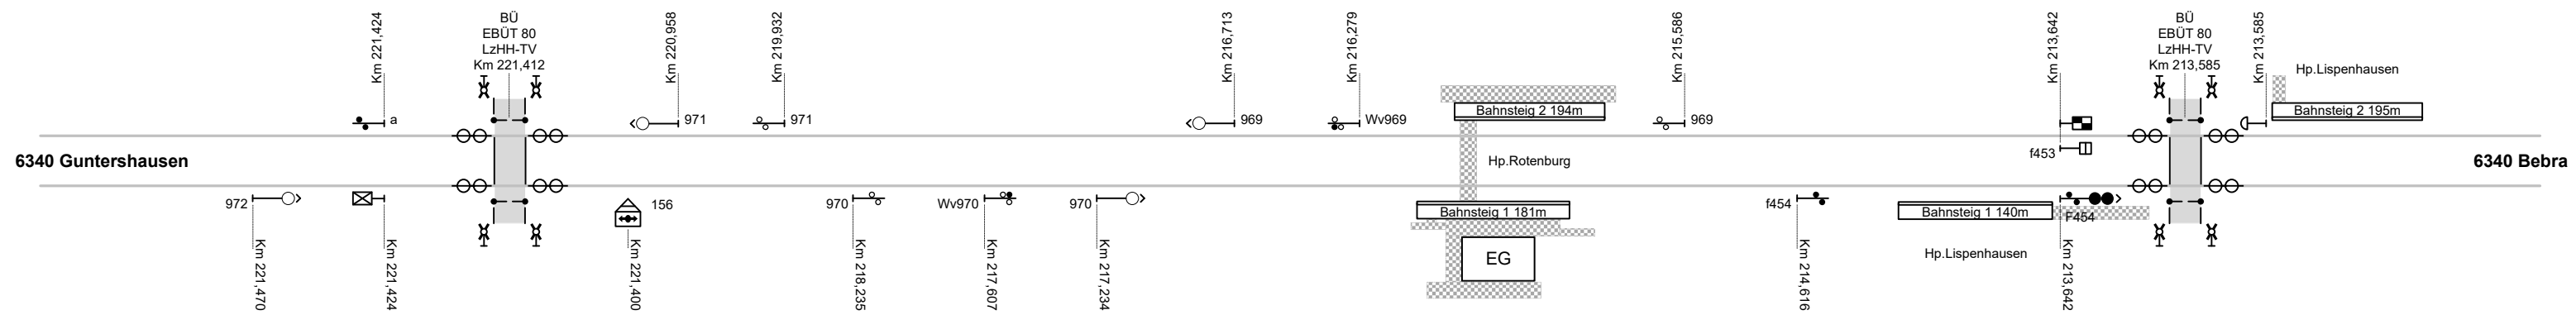 Km 221,424
BÜ
EBÜT 80
LzHH-TV
Km 221,412
Km 220,958
Km 219,932
Km 216,713
Km 216,279
Km 215,586
Km 213,642
BÜ
EBÜT 80
LzHH-TV
Km 213,585
Km 213,585
Hp.Lispenhausen
a
971
971
969
Wv969
Bahnsteig 2 194m
969
Bahnsteig 2 195m
6340 Guntershausen
Hp.Rotenburg
f453
6340 Bebra
972
156
970
Wv970
970
Bahnsteig 1 181m
f454
Bahnsteig 1 140m
F454
Km 221,470
Km 221,424
Km 221,400
Km 218,235
Km 217,607
Km 217,234
EG
Km 214,616
Hp.Lispenhausen
Km 213,642